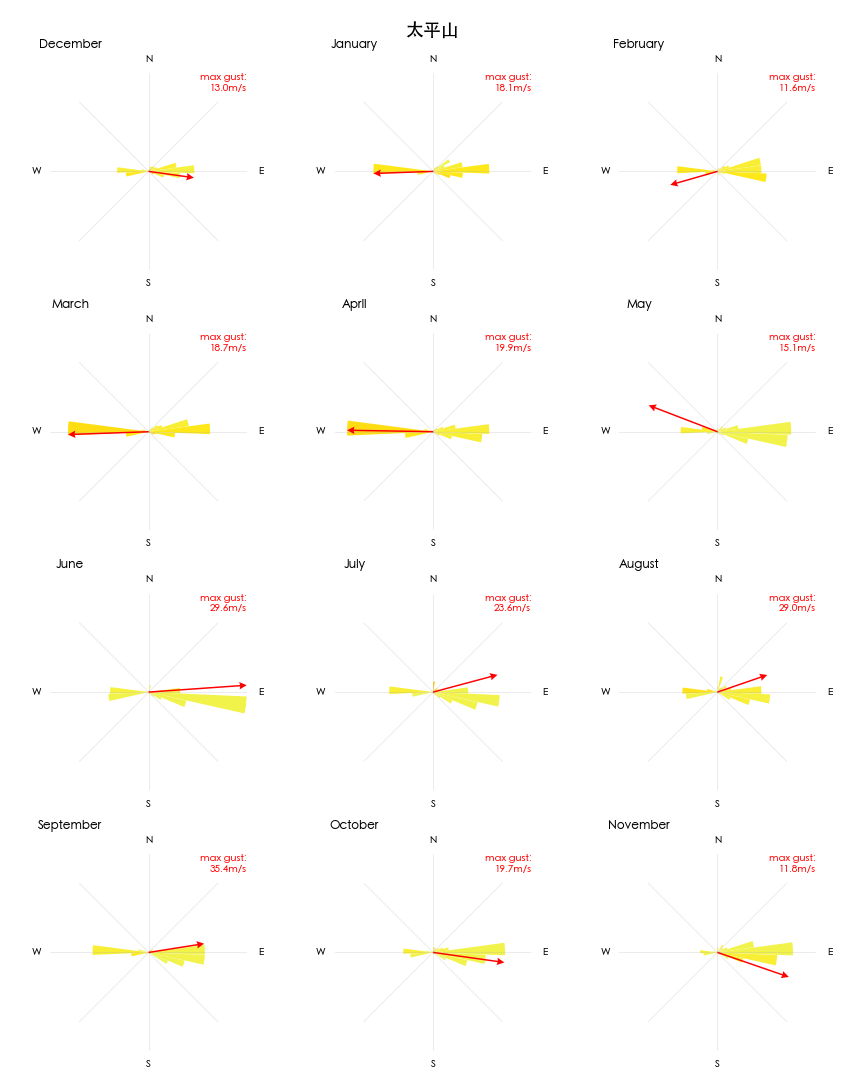 太平山
December
N
max gust:
13.0m/s
W
E
S
January
N
max gust:
18.1m/s
W
E
S
February
N
max gust:
11.6m/s
W
E
S
March
N
max gust:
18.7m/s
W
E
S
April
N
max gust:
19.9m/s
W
E
S
May
N
max gust:
15.1m/s
W
E
S
June
N
max gust:
29.6m/s
W
E
S
July
N
max gust:
23.6m/s
W
E
S
August
N
max gust:
29.0m/s
W
E
S
September
N
max gust:
35.4m/s
W
E
S
October
N
max gust:
19.7m/s
W
E
S
November
N
max gust:
11.8m/s
W
E
S